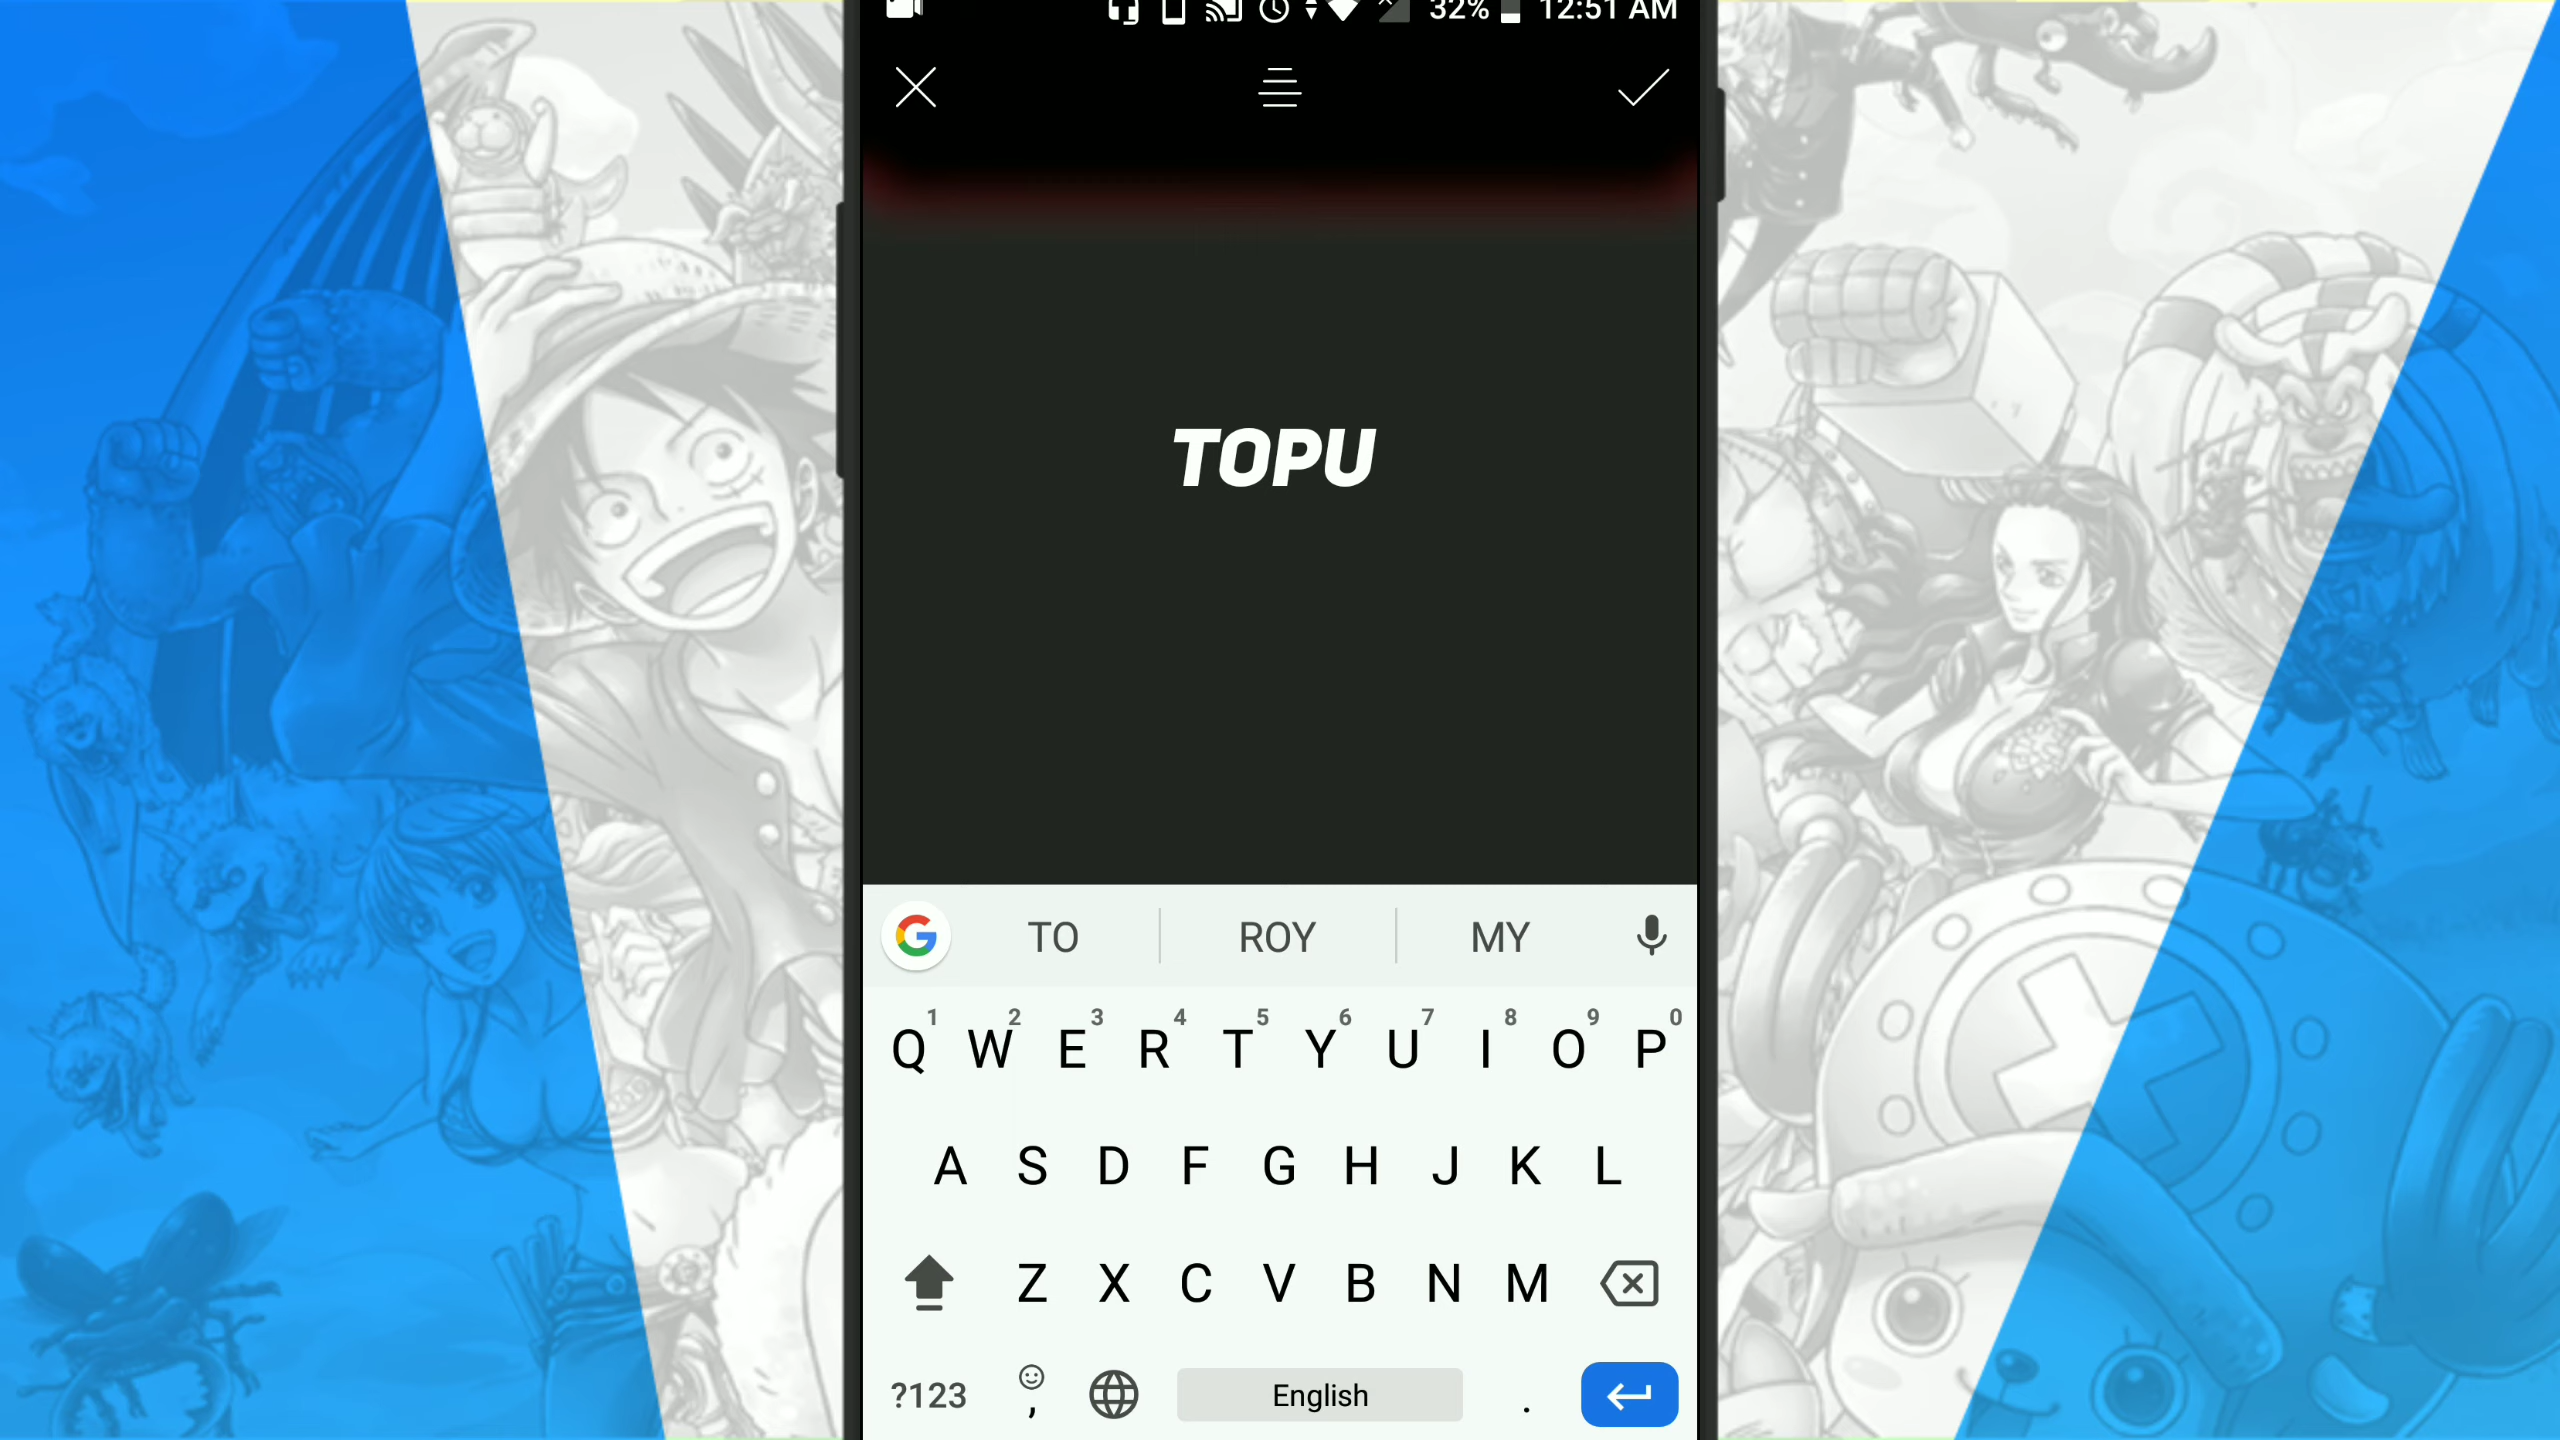 32% 12:51 AM
TOPU
TO ROY MY
1 2 3 4 5 6 7 8 9 0
Q W E R T Y U I O P
A S D F G H J K L
Z X C V B N M
?123 , English .